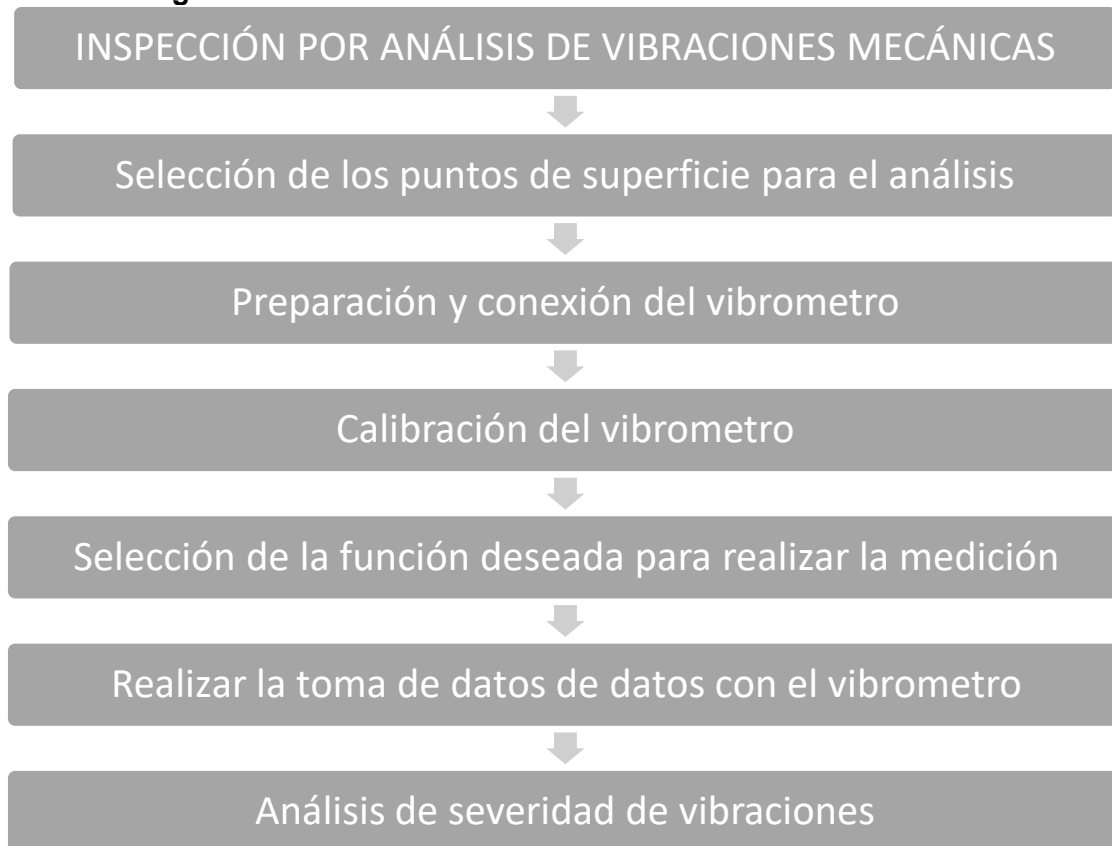 INSPECCIÓN POR ANÁLISIS DE VIBRACIONES MECÁNICAS
Selección de los puntos de superficie para el análisis
Preparación y conexión del vibrometro
Calibración del vibrometro
Selección de la función deseada para realizar la medición
Realizar la toma de datos de datos con el vibrometro
Análisis de severidad de vibraciones